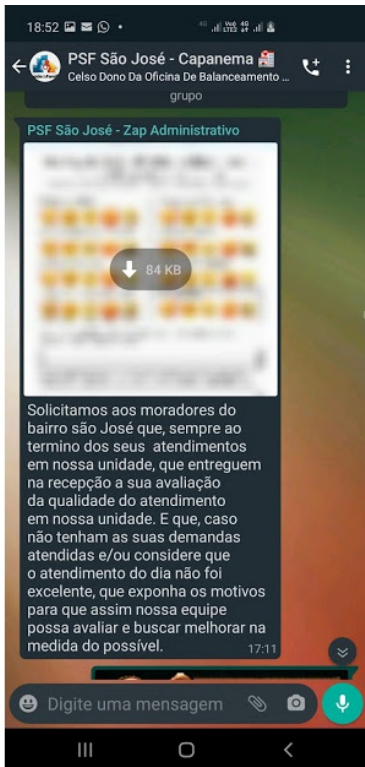 18:52
PSF São José - Capanema
Celso Dono Da Oficina De Balanceamento ...
grupo
PSF São José - Zap Administrativo
84 KB
Solicitamos aos moradores do
bairro são José que, sempre ao
termino dos seus atendimentos
em nossa unidade, que entreguem
na recepção a sua avaliação
da qualidade do atendimento
em nossa unidade. E que, caso
não tenham as suas demandas
atendidas e/ou considere que
o atendimento do dia não foi
excelente, que exponha os motivos
para que assim nossa equipe
possa avaliar e buscar melhorar na
medida do possível.
17:11
Digite uma mensagem